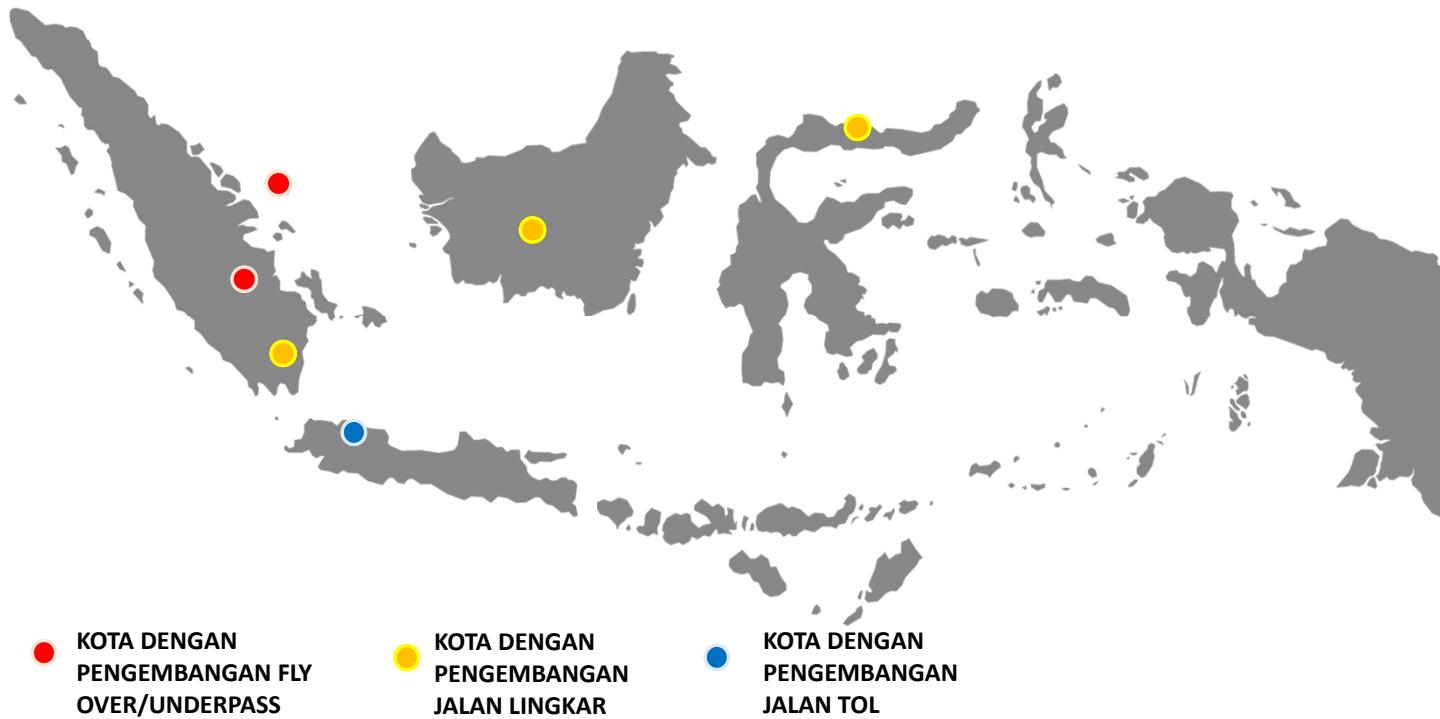 KOTA DENGAN
PENGEMBANGAN FLY
OVER/UNDERPASS
KOTA DENGAN
PENGEMBANGAN
JALAN LINGKAR
KOTA DENGAN
PENGEMBANGAN
JALAN TOL